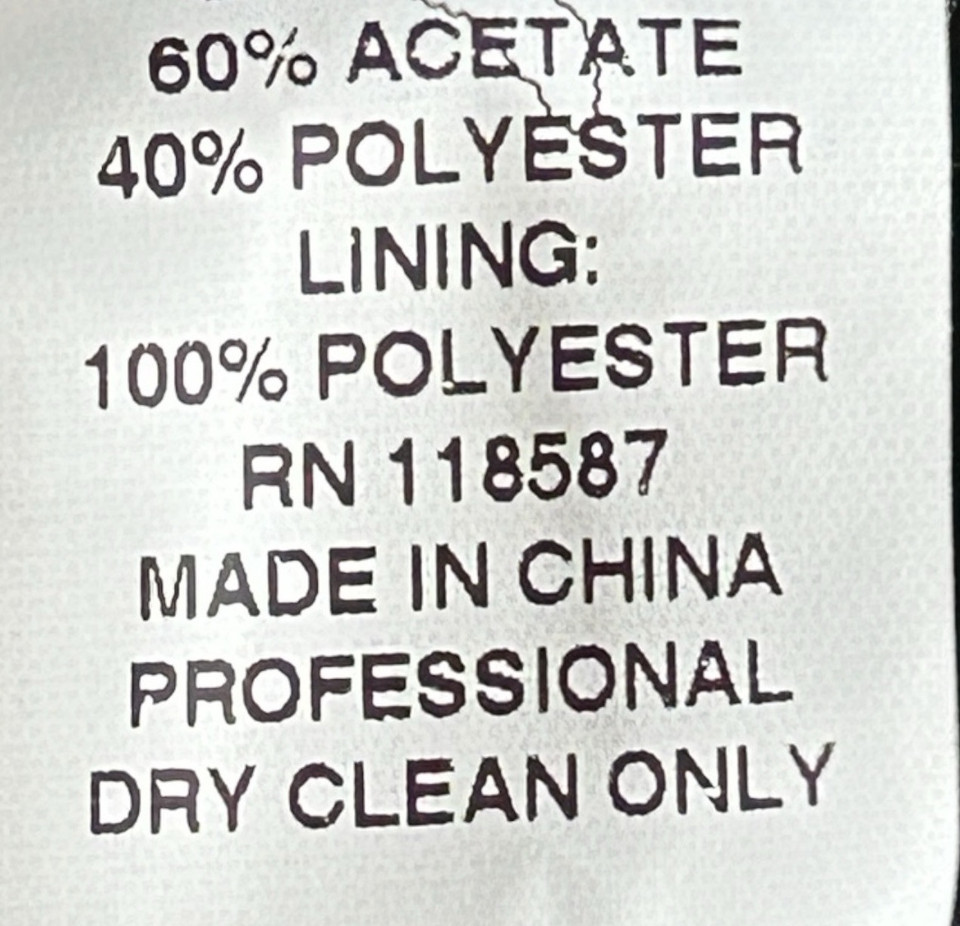 60% ACETATE
40% POLYESTER
LINING:
100% POLYESTER
RN 118587
MADE IN CHINA
PROFESSIONAL
DRY CLEAN ONLY